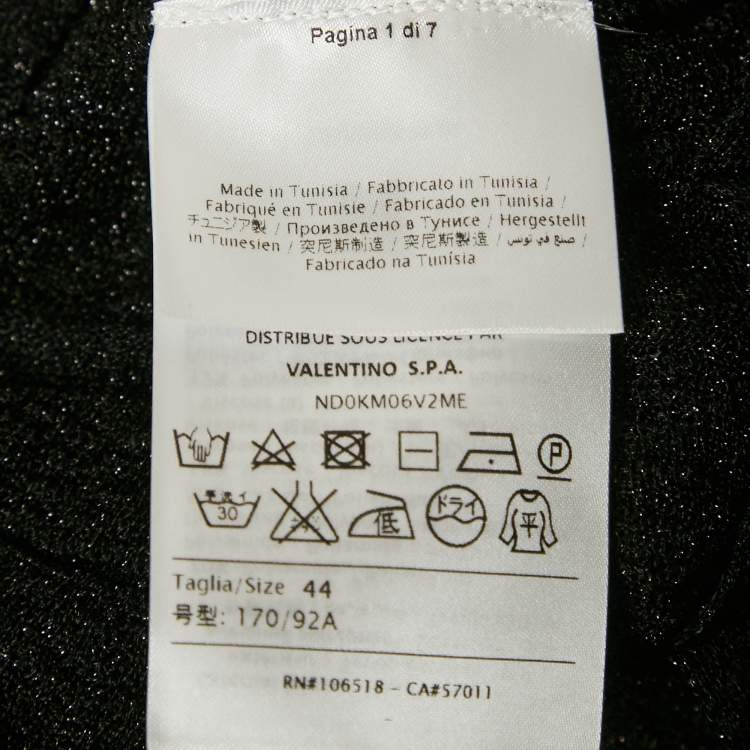 Pagina 1 di 7
Made in Tunisia / Fabbricato in Tunisia /
Fabriqué en Tunisie / Fabricado en Tunisia /
チュニジア製 / Произведено в Тунисе / Hergestellt
in Tunesien / 突尼斯制造 / 突尼斯製造 / صنع في تونس /
Fabricado na Tunísia
DISTRIBUE SOUS LICENCE PAR
VALENTINO S.P.A.
ND0KM06V2ME
P
30 低 ドライ 平
Taglia/Size 44
号型: 170/92A
RN#106518 - CA#57011